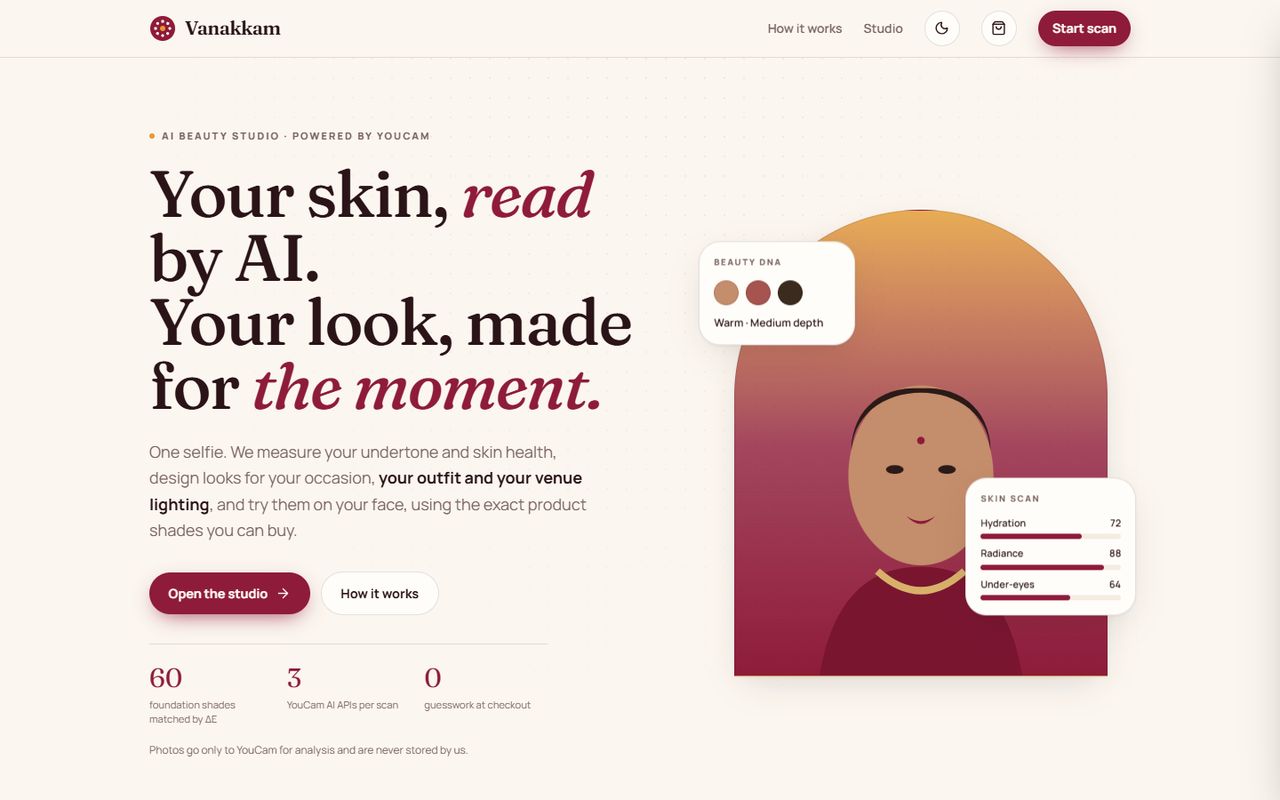 Vanakkam
How it works
Studio
Start scan
AI BEAUTY STUDIO · POWERED BY YOUCAM
Your skin, read
by AI.
Your look, made
for the moment.
One selfie. We measure your undertone and skin health,
design looks for your occasion, your outfit and your venue
lighting, and try them on your face, using the exact product
shades you can buy.
Open the studio
How it works
60
foundation shades
matched by ΔE
3
YouCam AI APIs per scan
0
guesswork at checkout
Photos go only to YouCam for analysis and are never stored by us.
BEAUTY DNA
Warm · Medium depth
SKIN SCAN
Hydration 72
Radiance 88
Under-eyes 64